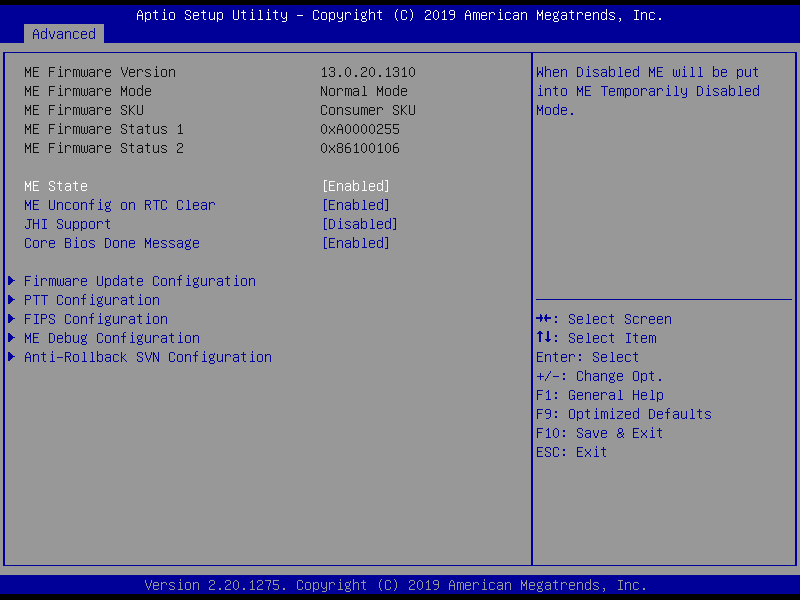 Aptio Setup Utility – Copyright (C) 2019 American Megatrends, Inc.
Advanced
ME Firmware Version 13.0.20.1310
ME Firmware Mode Normal Mode
ME Firmware SKU Consumer SKU
ME Firmware Status 1 0xA0000255
ME Firmware Status 2 0x86100106
ME State [Enabled]
ME Unconfig on RTC Clear [Enabled]
JHI Support [Disabled]
Core Bios Done Message [Enabled]
Firmware Update Configuration
PTT Configuration
FIPS Configuration
ME Debug Configuration
Anti–Rollback SVN Configuration
When Disabled ME will be put
into ME Temporarily Disabled
Mode.
→←: Select Screen
↑↓: Select Item
Enter: Select
+/–: Change Opt.
F1: General Help
F9: Optimized Defaults
F10: Save & Exit
ESC: Exit
Version 2.20.1275. Copyright (C) 2019 American Megatrends, Inc.